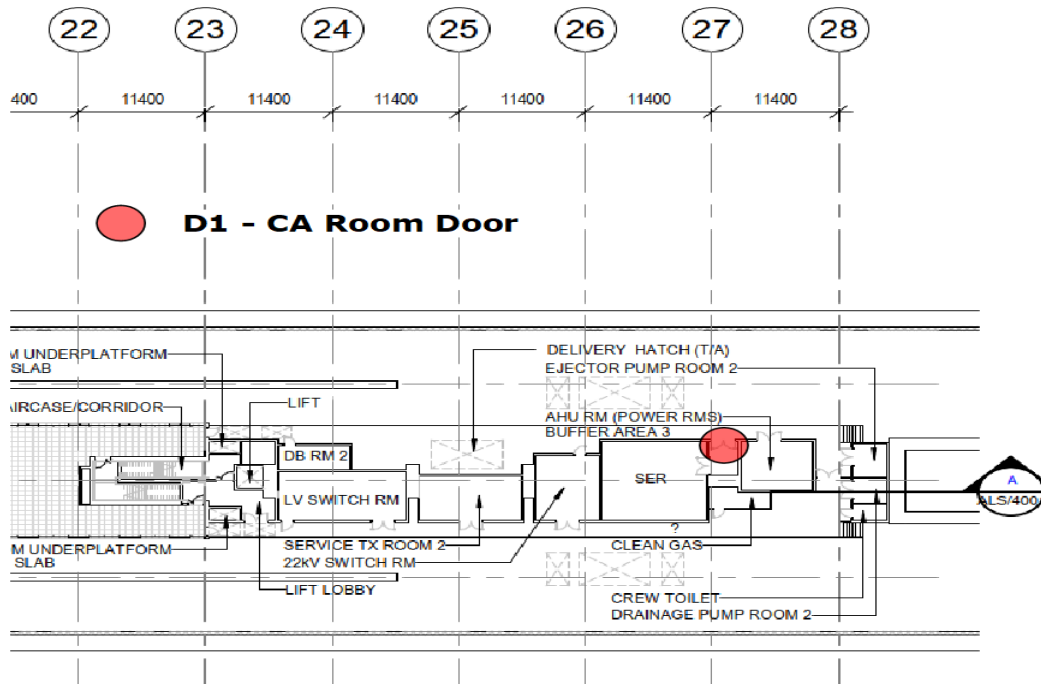 22 23 24 25 26 27 28
400 11400 11400 11400 11400 11400 11400
D1 - CA Room Door
M UNDERPLATFORM
SLAB
AIRCASE/CORRIDOR
LIFT
DELIVERY HATCH (T/A)
EJECTOR PUMP ROOM 2
AHU RM (POWER RMS)
BUFFER AREA 3
DB RM 2
LV SWITCH RM
SER
A
ALS/400/
?
M UNDERPLATFORM
SLAB
SERVICE TX ROOM 2
22kV SWITCH RM
LIFT LOBBY
CLEAN GAS
CREW TOILET
DRAINAGE PUMP ROOM 2